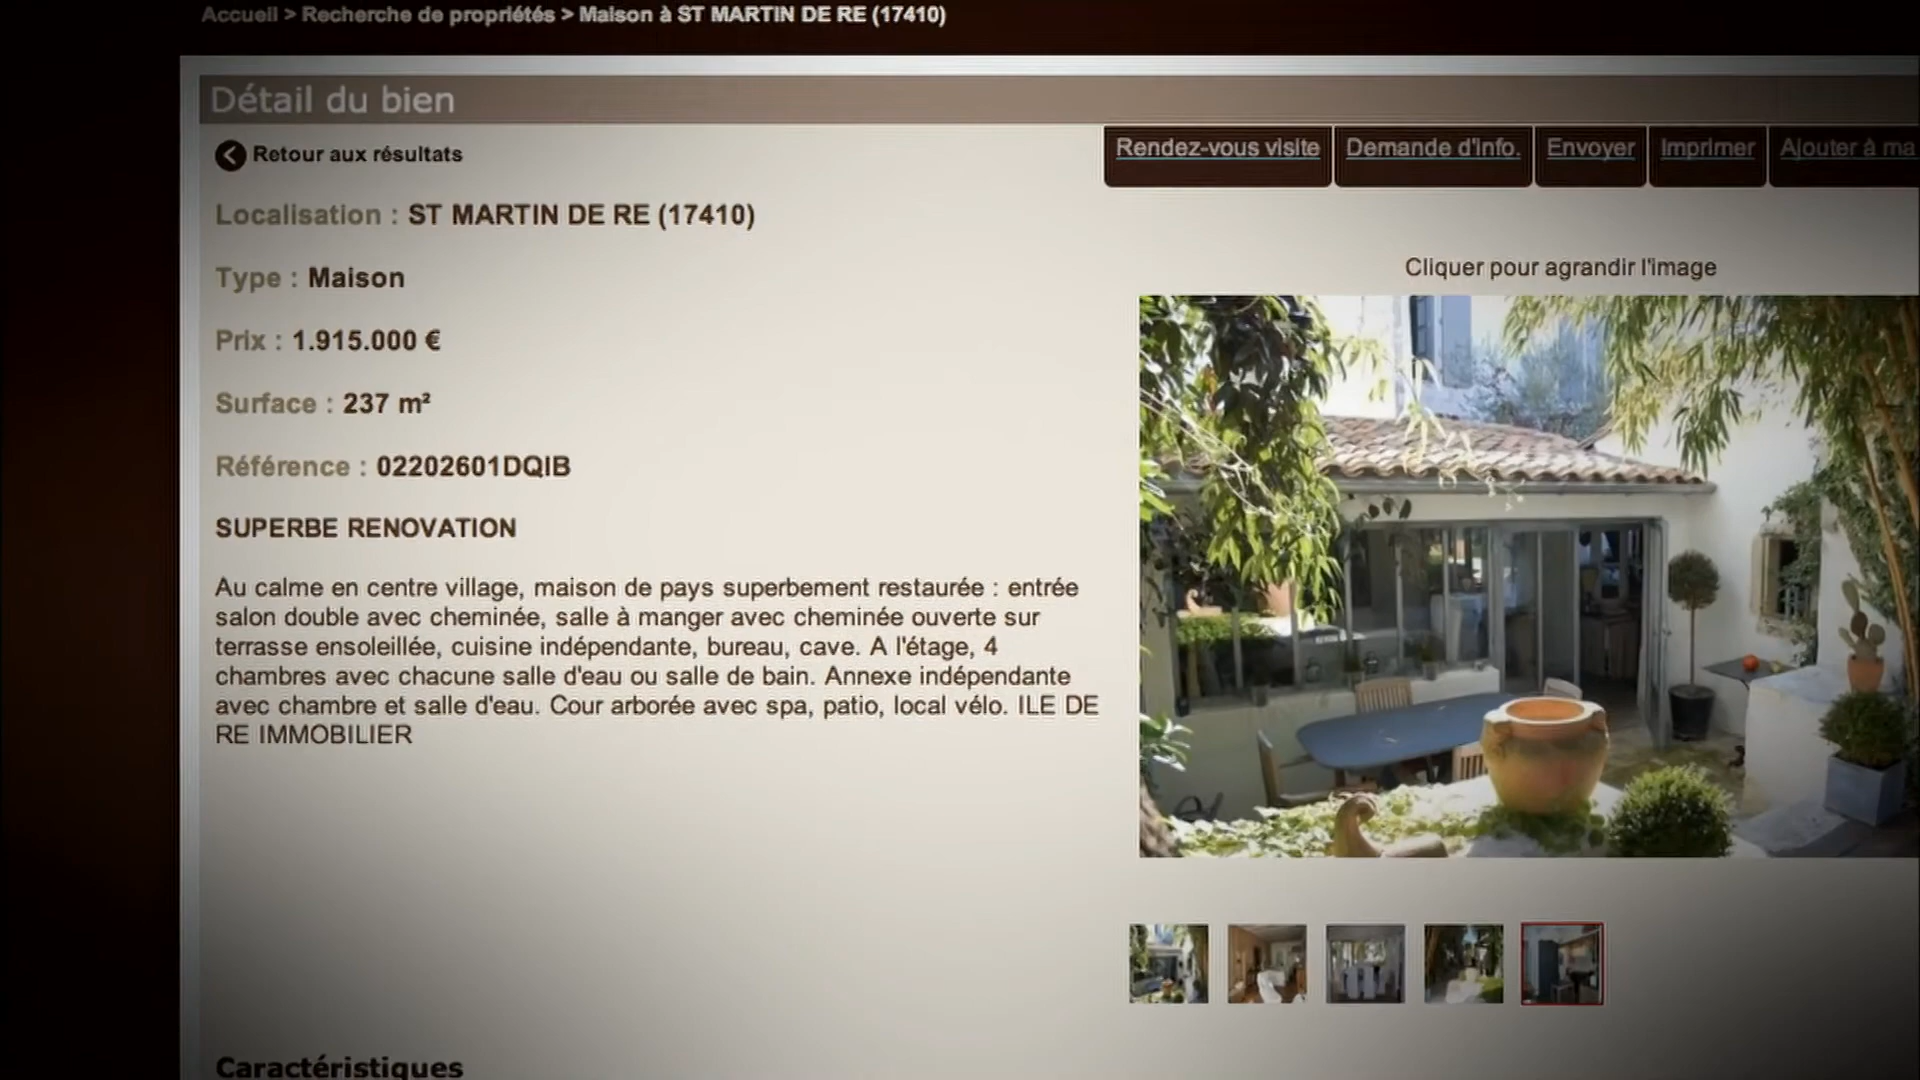 Accueil > Recherche de propriétés > Maison à ST MARTIN DE RE (17410)
Détail du bien
Retour aux résultats
Rendez-vous visite
Demande d'info.
Envoyer
Imprimer
Ajouter à ma
Localisation : ST MARTIN DE RE (17410)
Type : Maison
Prix : 1.915.000 €
Surface : 237 m²
Référence : 02202601DQIB
SUPERBE RENOVATION
Au calme en centre village, maison de pays superbement restaurée : entrée
salon double avec cheminée, salle à manger avec cheminée ouverte sur
terrasse ensoleillée, cuisine indépendante, bureau, cave. A l'étage, 4
chambres avec chacune salle d'eau ou salle de bain. Annexe indépendante
avec chambre et salle d'eau. Cour arborée avec spa, patio, local vélo. ILE DE
RE IMMOBILIER
Cliquer pour agrandir l'image
Caractéristiques